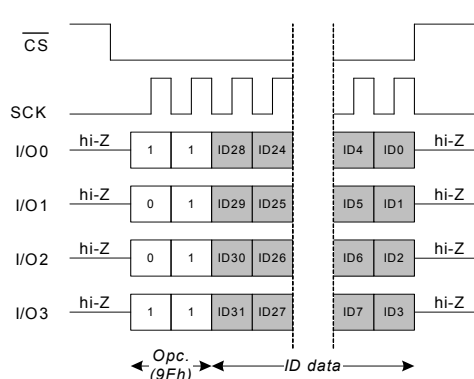 CS
SCK
I/O0 hi-Z 1 1 ID28 ID24 ID4 ID0 hi-Z
I/O1 hi-Z 0 1 ID29 ID25 ID5 ID1 hi-Z
I/O2 hi-Z 0 1 ID30 ID26 ID6 ID2 hi-Z
I/O3 hi-Z 1 1 ID31 ID27 ID7 ID3 hi-Z
Opc. ID data
(9Fh)